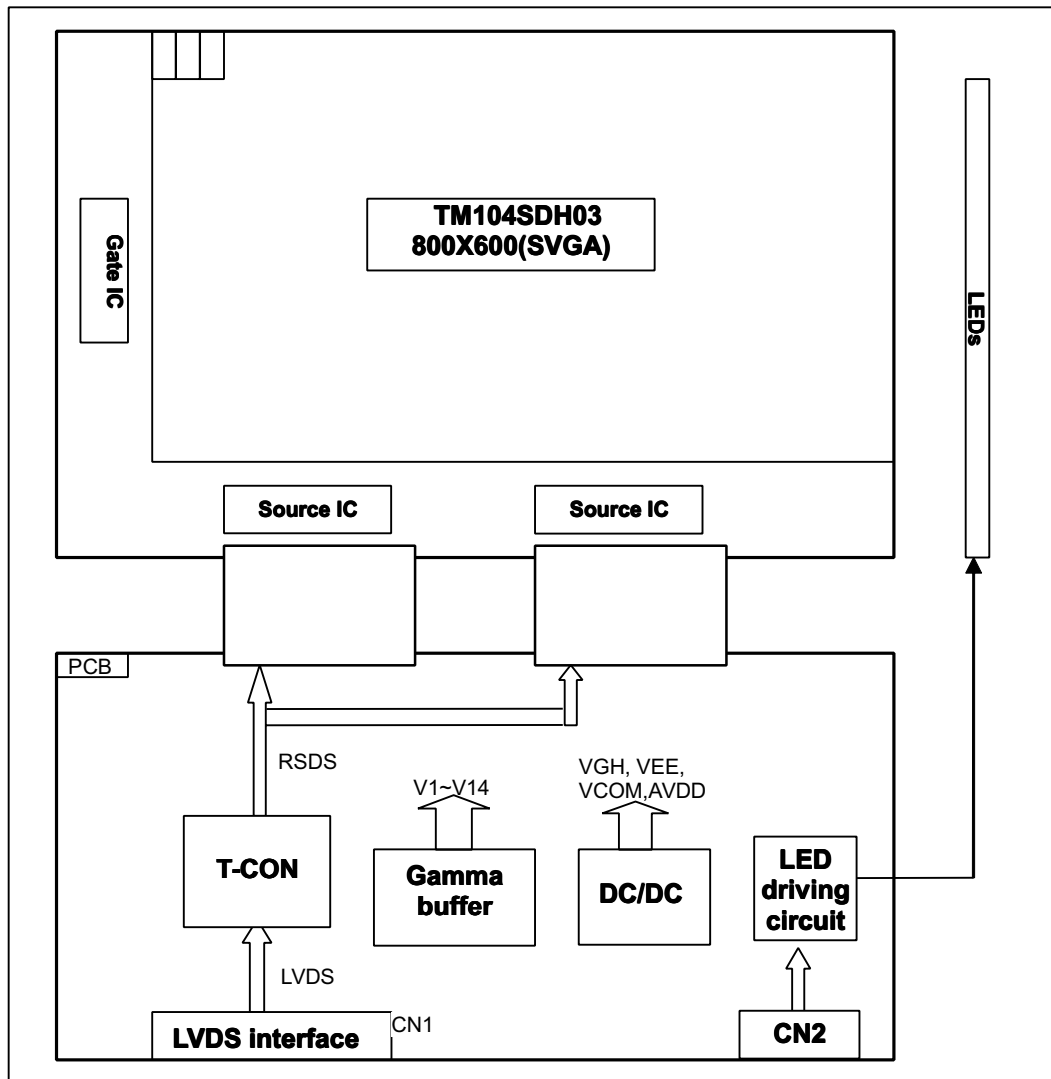 TM104SDH03
800X600(SVGA)
Gate IC
LEDs
Source IC
Source IC
PCB
RSDS
V1~V14
VGH, VEE,
VCOM,AVDD
T-CON
Gamma
buffer
DC/DC
LED
driving
circuit
LVDS
LVDS interface
CN1
CN2